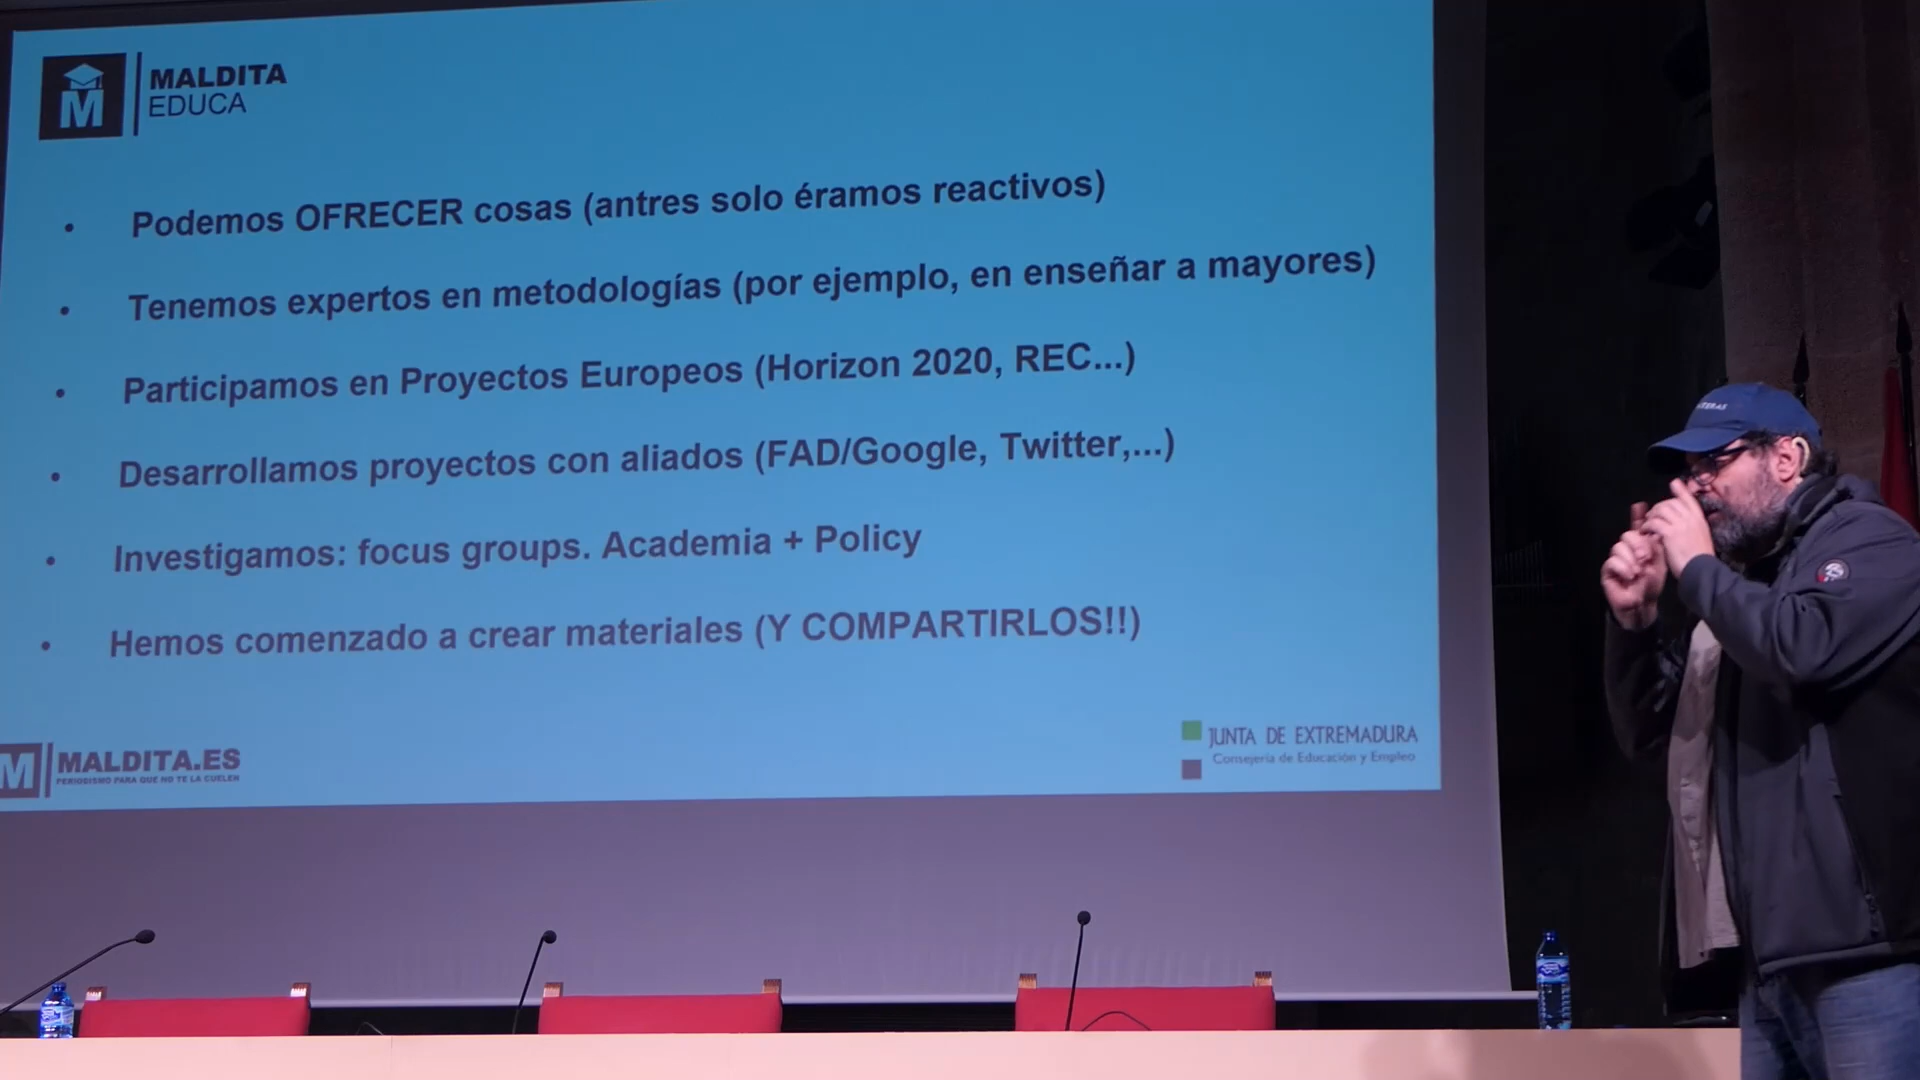 MALDITA
EDUCA
• Podemos OFRECER cosas (antres solo éramos reactivos)
• Tenemos expertos en metodologías (por ejemplo, en enseñar a mayores)
• Participamos en Proyectos Europeos (Horizon 2020, REC...)
• Desarrollamos proyectos con aliados (FAD/Google, Twitter,...)
• Investigamos: focus groups. Academia + Policy
• Hemos comenzado a crear materiales (Y COMPARTIRLOS!!)
M MALDITA.ES
PERIODISMO PARA QUE NO TE LA CUELEN
JUNTA DE EXTREMADURA
Consejería de Educación y Empleo